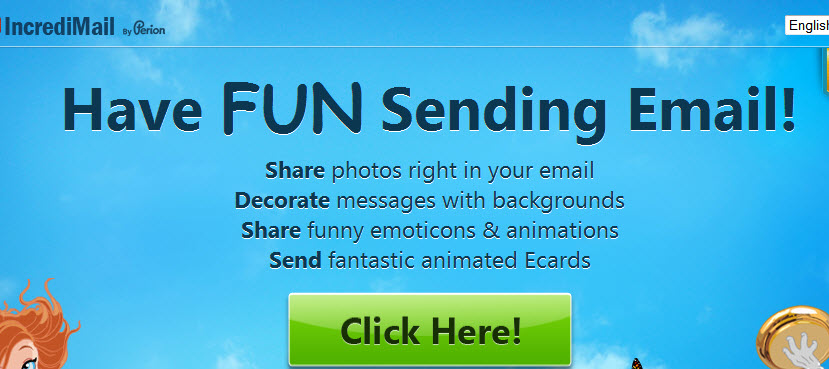 IncrediMail By Perion
English
Have FUN Sending Email!
Share photos right in your email
Decorate messages with backgrounds
Share funny emoticons & animations
Send fantastic animated Ecards
Click Here!